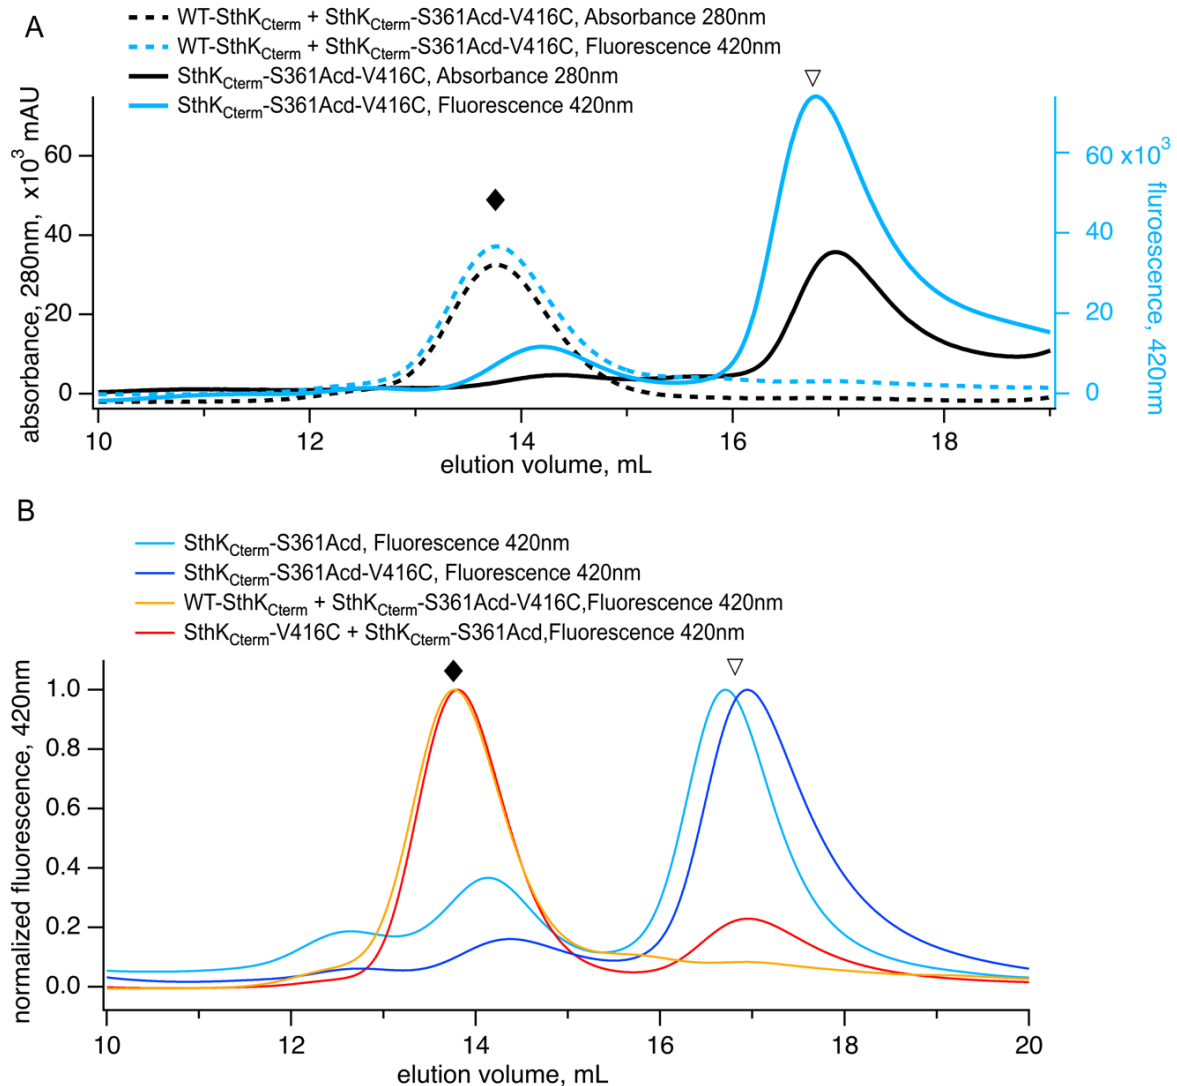 A
WT-SthKCterm + SthKCterm-S361Acd-V416C, Absorbance 280nm
WT-SthKCterm + SthKCterm-S361Acd-V416C, Fluorescence 420nm
SthKCterm-S361Acd-V416C, Absorbance 280nm
SthKCterm-S361Acd-V416C, Fluorescence 420nm
absorbance, 280nm, x10³ mAU
60
40
20
0
60 x10³
40
20
0
fluroescence, 420nm
10 12 14 16 18
elution volume, mL
B
SthKCterm-S361Acd, Fluorescence 420nm
SthKCterm-S361Acd-V416C, Fluorescence 420nm
WT-SthKCterm + SthKCterm-S361Acd-V416C,Fluorescence 420nm
SthKCterm-V416C + SthKCterm-S361Acd,Fluorescence 420nm
normalized fluorescence, 420nm
1.0
0.8
0.6
0.4
0.2
0.0
10 12 14 16 18 20
elution volume, mL